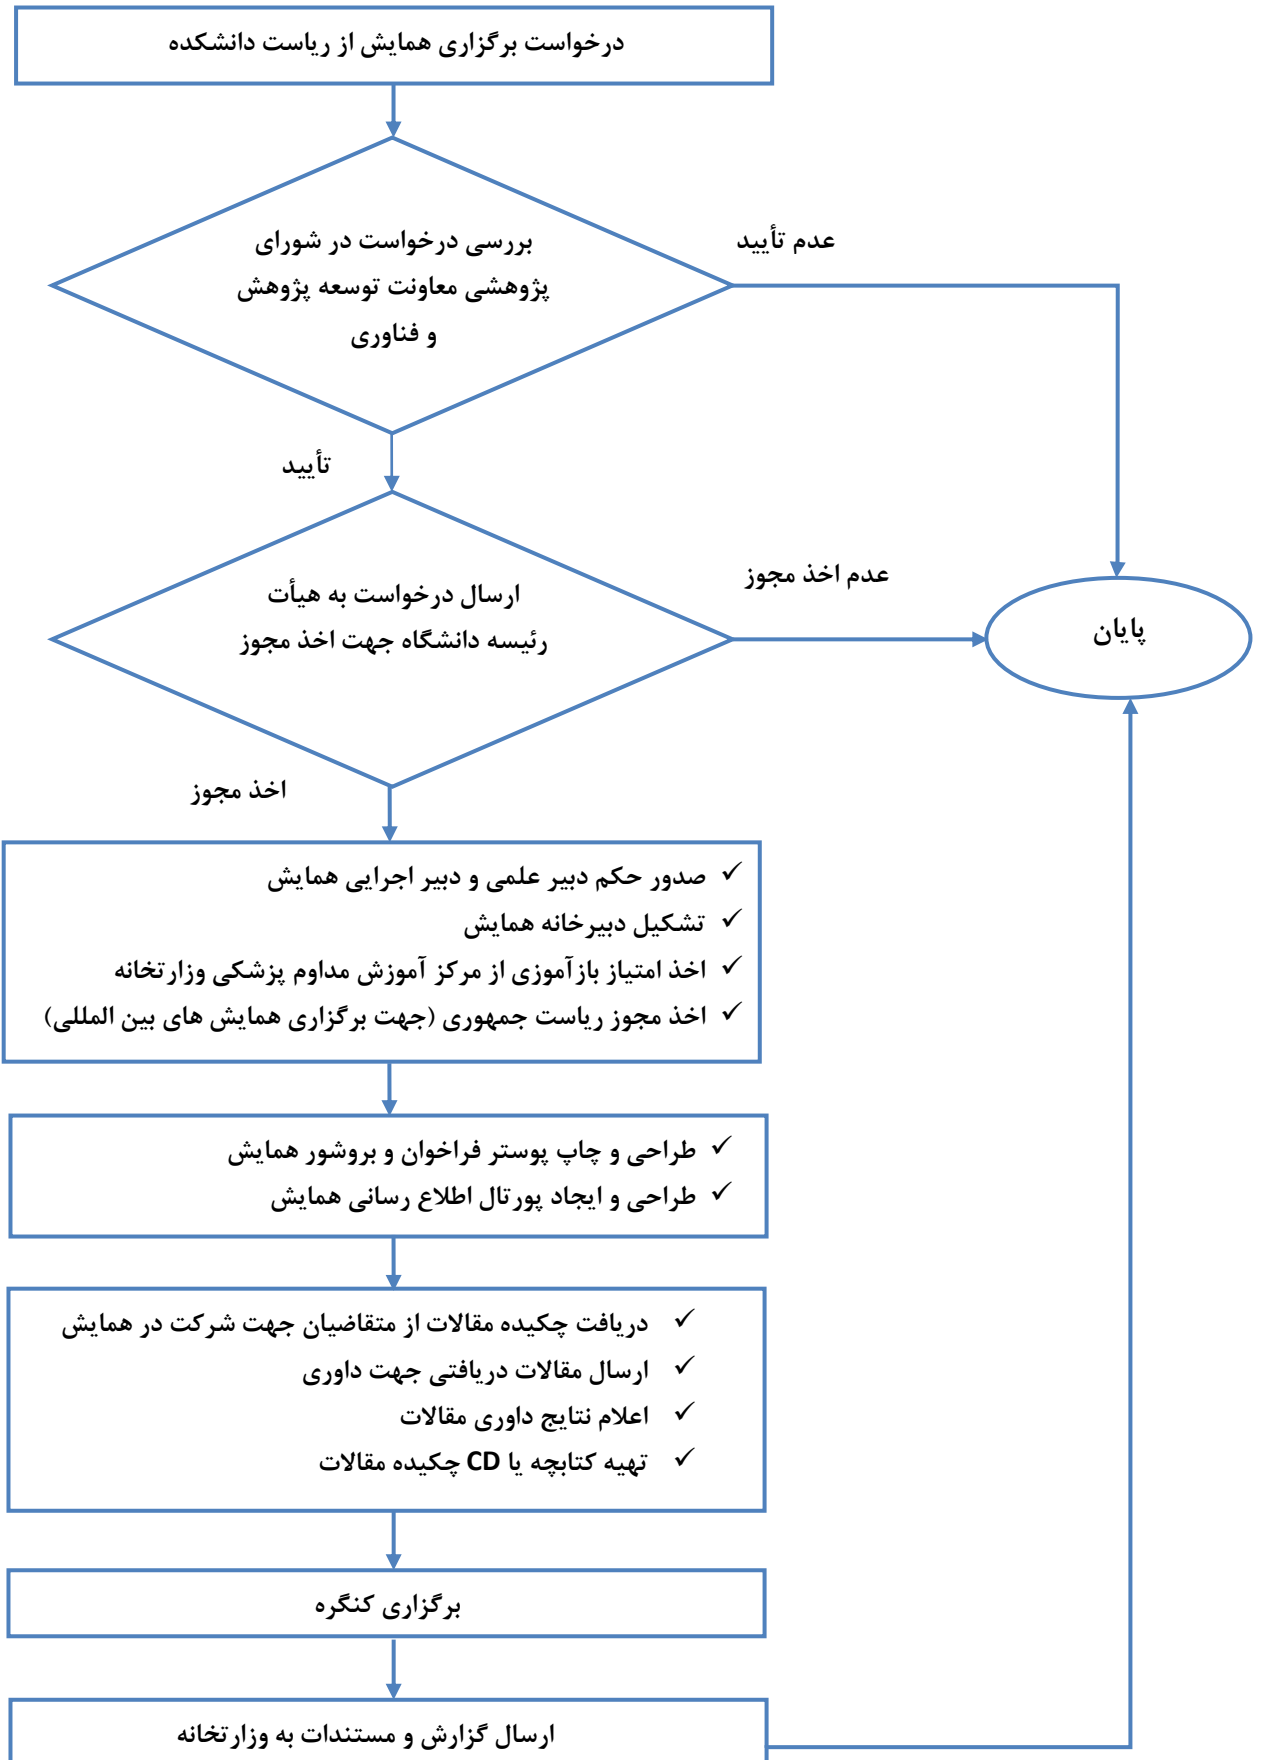 درخواست برگزاری همایش از ریاست دانشکده
بررسی درخواست در شورای
پژوهشی معاونت توسعه پژوهش
و فناوری
عدم تأیید
تأیید
ارسال درخواست به هیأت
رئیسه دانشگاه جهت اخذ مجوز
عدم اخذ مجوز
پایان
اخذ مجوز
✓ صدور حکم دبیر علمی و دبیر اجرایی همایش
✓ تشکیل دبیرخانه همایش
✓ اخذ امتیاز بازآموزی از مرکز آموزش مداوم پزشکی وزارتخانه
✓ اخذ مجوز ریاست جمهوری (جهت برگزاری همایش های بین المللی)
✓ طراحی و چاپ پوستر فراخوان و بروشور همایش
✓ طراحی و ایجاد پورتال اطلاع رسانی همایش
✓ دریافت چکیده مقالات از متقاضیان جهت شرکت در همایش
✓ ارسال مقالات دریافتی جهت داوری
✓ اعلام نتایج داوری مقالات
✓ تهیه کتابچه یا CD چکیده مقالات
برگزاری کنگره
ارسال گزارش و مستندات به وزارتخانه